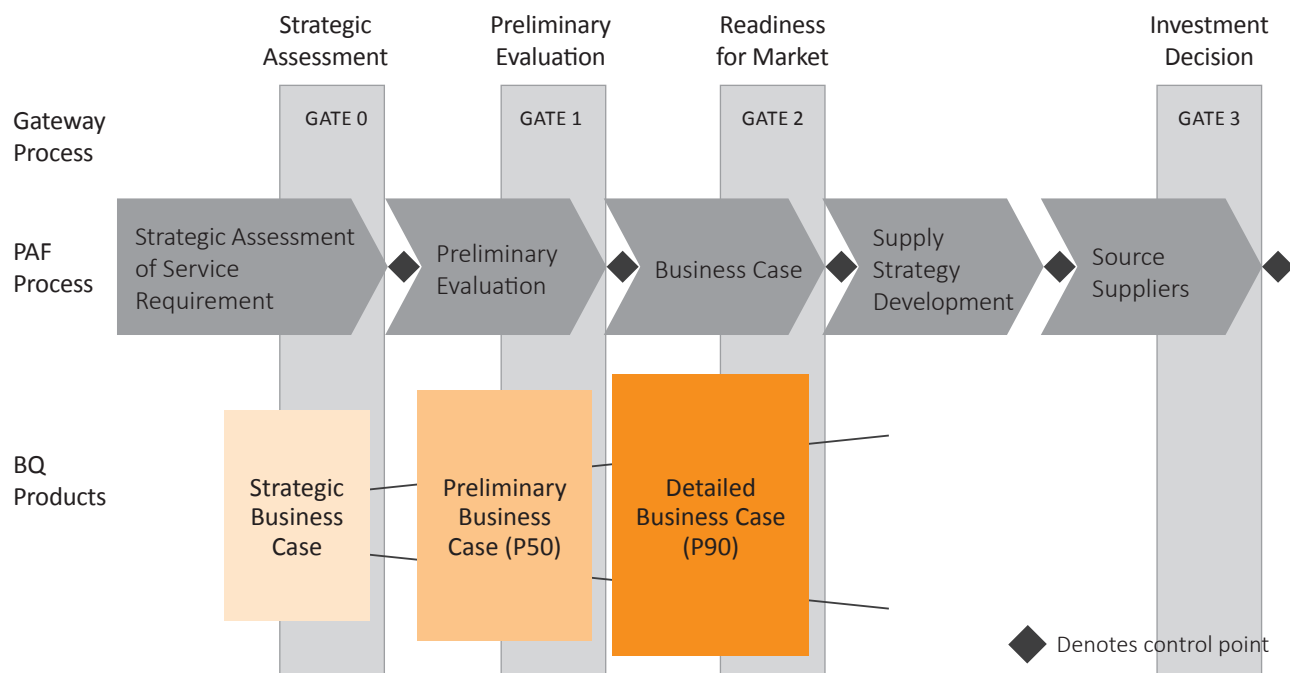 Strategic
Assessment
Preliminary
Evaluation
Readiness
for Market
Investment
Decision
Gateway
Process
GATE 0
GATE 1
GATE 2
GATE 3
PAF
Process
Strategic Assessment
of Service
Requirement
Preliminary
Evaluation
Business Case
Supply
Strategy
Development
Source
Suppliers
BQ
Products
Strategic
Business
Case
Preliminary
Business
Case (P50)
Detailed
Business Case
(P90)
Denotes control point